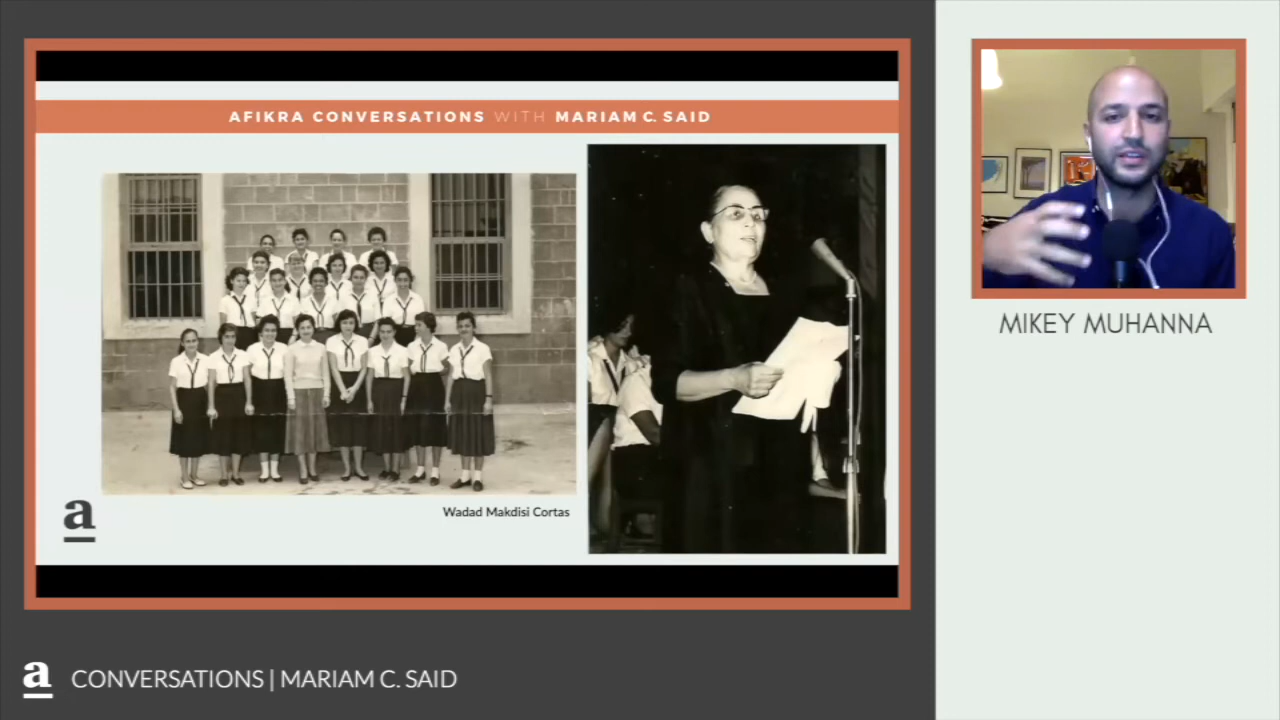 AFIKRA CONVERSATIONS WITH MARIAM C. SAID
Wadad Makdisi Cortas
a
MIKEY MUHANNA
a CONVERSATIONS | MARIAM C. SAID